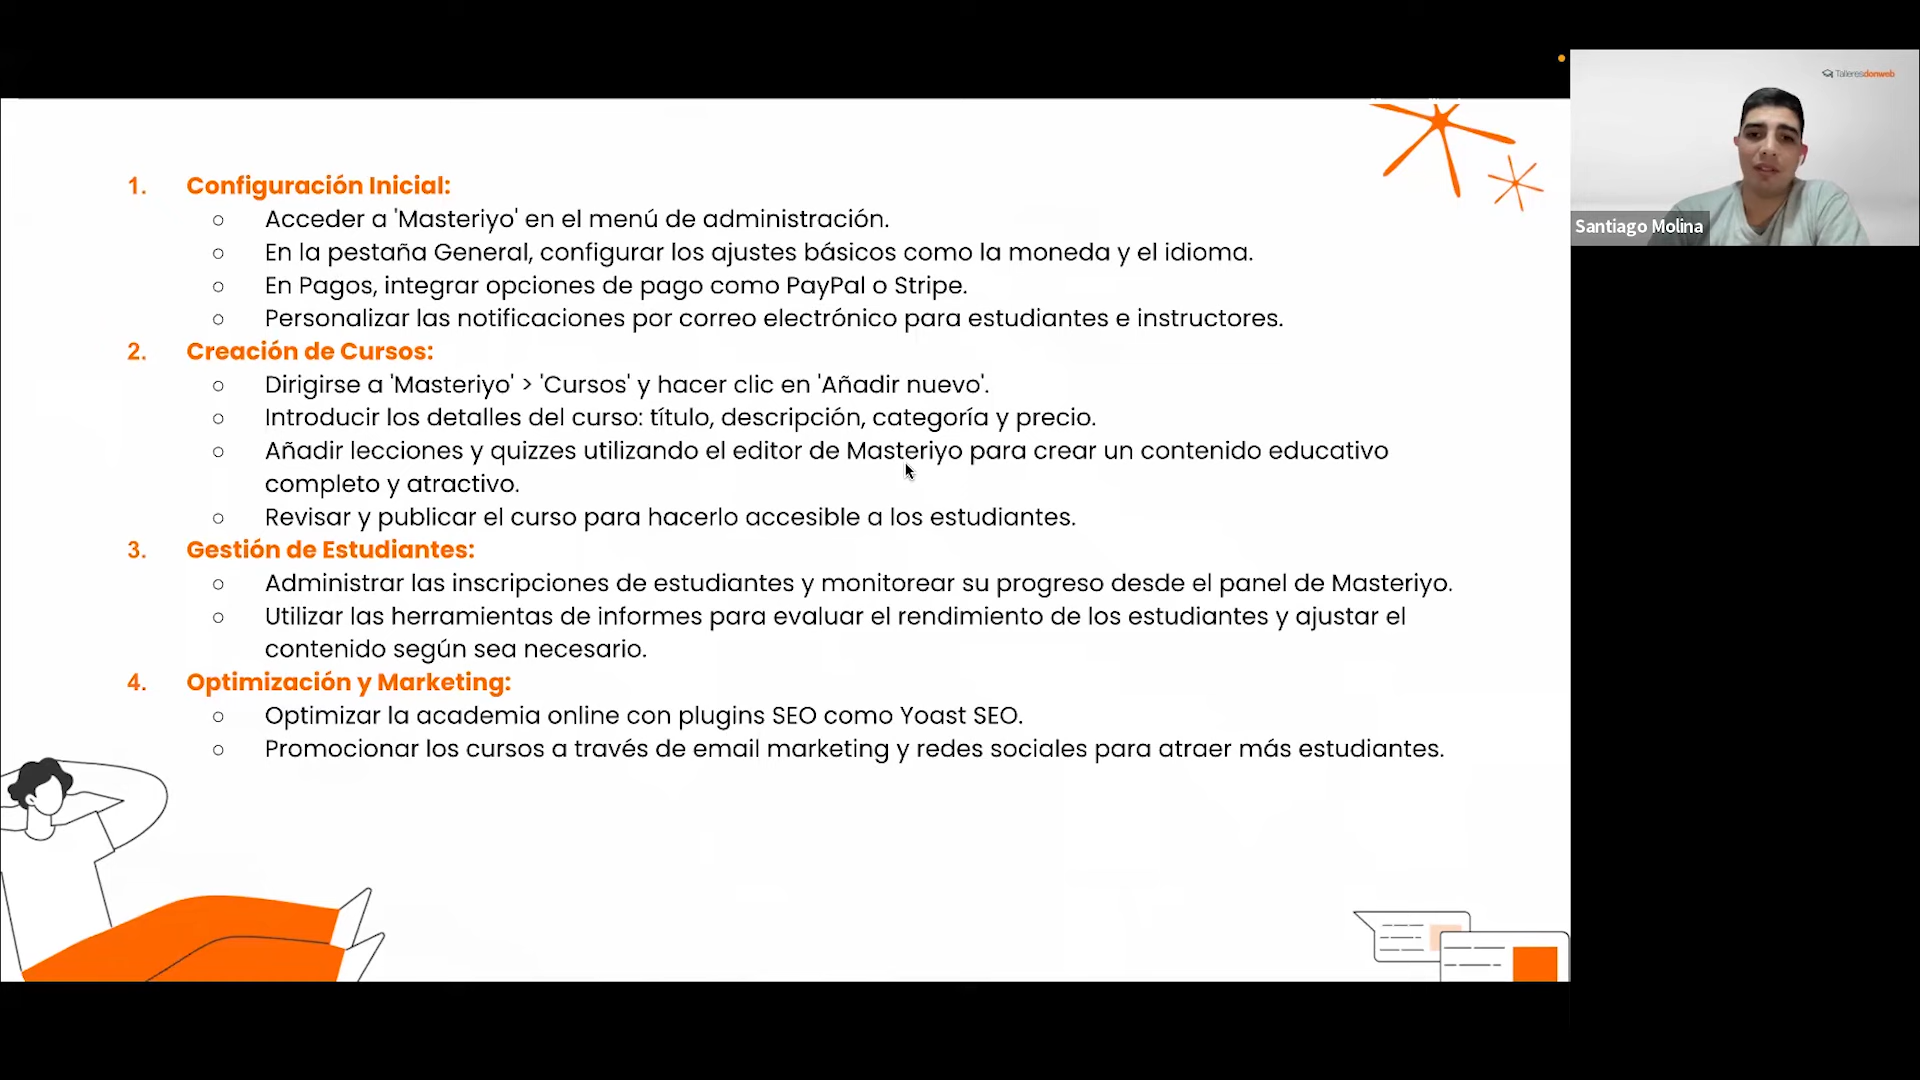 1. Configuración Inicial:
○ Acceder a 'Masteriyo' en el menú de administración.
○ En la pestaña General, configurar los ajustes básicos como la moneda y el idioma.
○ En Pagos, integrar opciones de pago como PayPal o Stripe.
○ Personalizar las notificaciones por correo electrónico para estudiantes e instructores.
2. Creación de Cursos:
○ Dirigirse a 'Masteriyo' > 'Cursos' y hacer clic en 'Añadir nuevo'.
○ Introducir los detalles del curso: título, descripción, categoría y precio.
○ Añadir lecciones y quizzes utilizando el editor de Masteriyo para crear un contenido educativo
completo y atractivo.
○ Revisar y publicar el curso para hacerlo accesible a los estudiantes.
3. Gestión de Estudiantes:
○ Administrar las inscripciones de estudiantes y monitorear su progreso desde el panel de Masteriyo.
○ Utilizar las herramientas de informes para evaluar el rendimiento de los estudiantes y ajustar el
contenido según sea necesario.
4. Optimización y Marketing:
○ Optimizar la academia online con plugins SEO como Yoast SEO.
○ Promocionar los cursos a través de email marketing y redes sociales para atraer más estudiantes.
Talleresdonweb
Santiago Molina